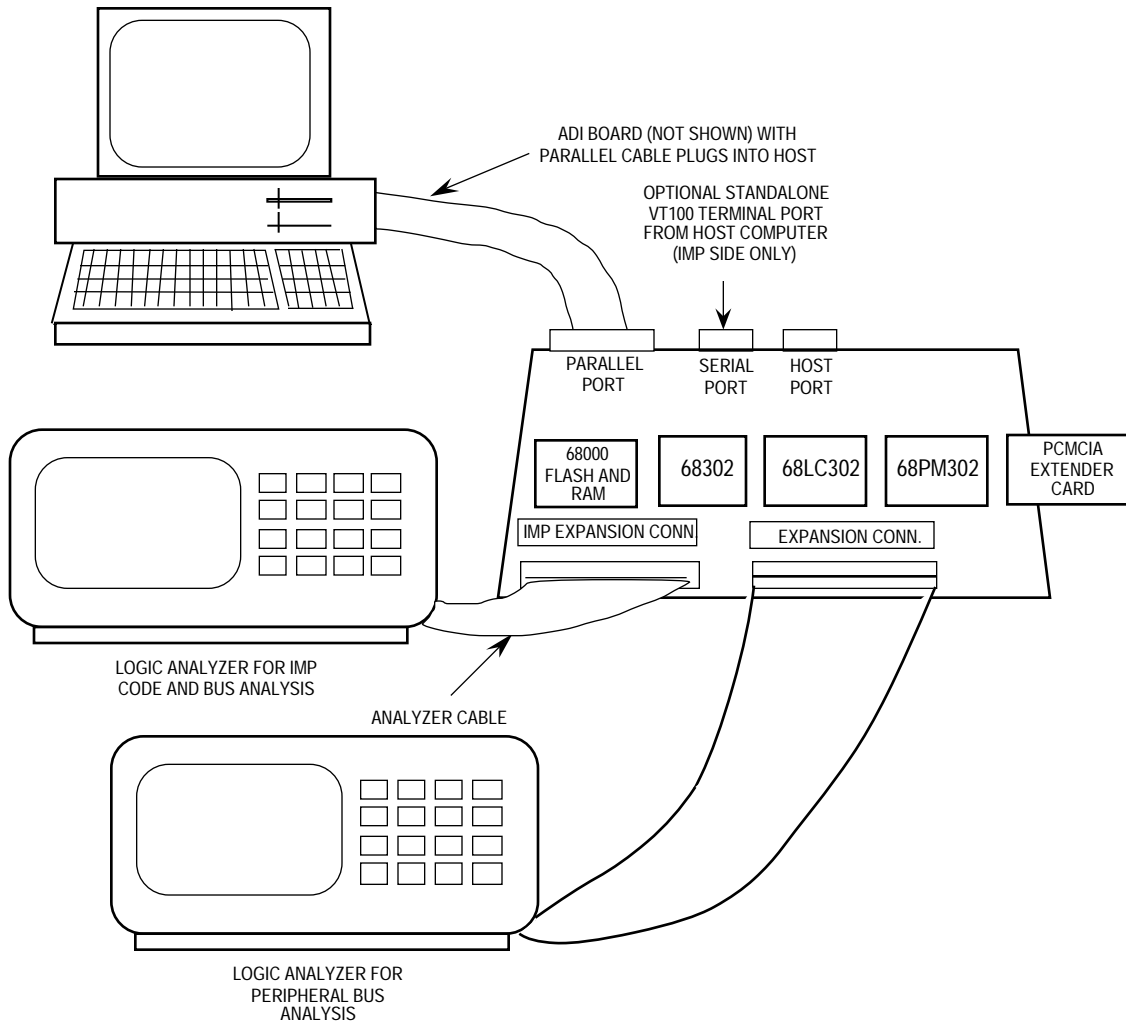 ADI BOARD (NOT SHOWN) WITH
PARALLEL CABLE PLUGS INTO HOST
OPTIONAL STANDALONE
VT100 TERMINAL PORT
FROM HOST COMPUTER
(IMP SIDE ONLY)
PARALLEL
PORT
SERIAL
PORT
HOST
PORT
68000
FLASH AND
RAM
68302
68LC302
68PM302
PCMCIA
EXTENDER
CARD
IMP EXPANSION CONN.
EXPANSION CONN.
LOGIC ANALYZER FOR IMP
CODE AND BUS ANALYSIS
ANALYZER CABLE
LOGIC ANALYZER FOR
PERIPHERAL BUS
ANALYSIS